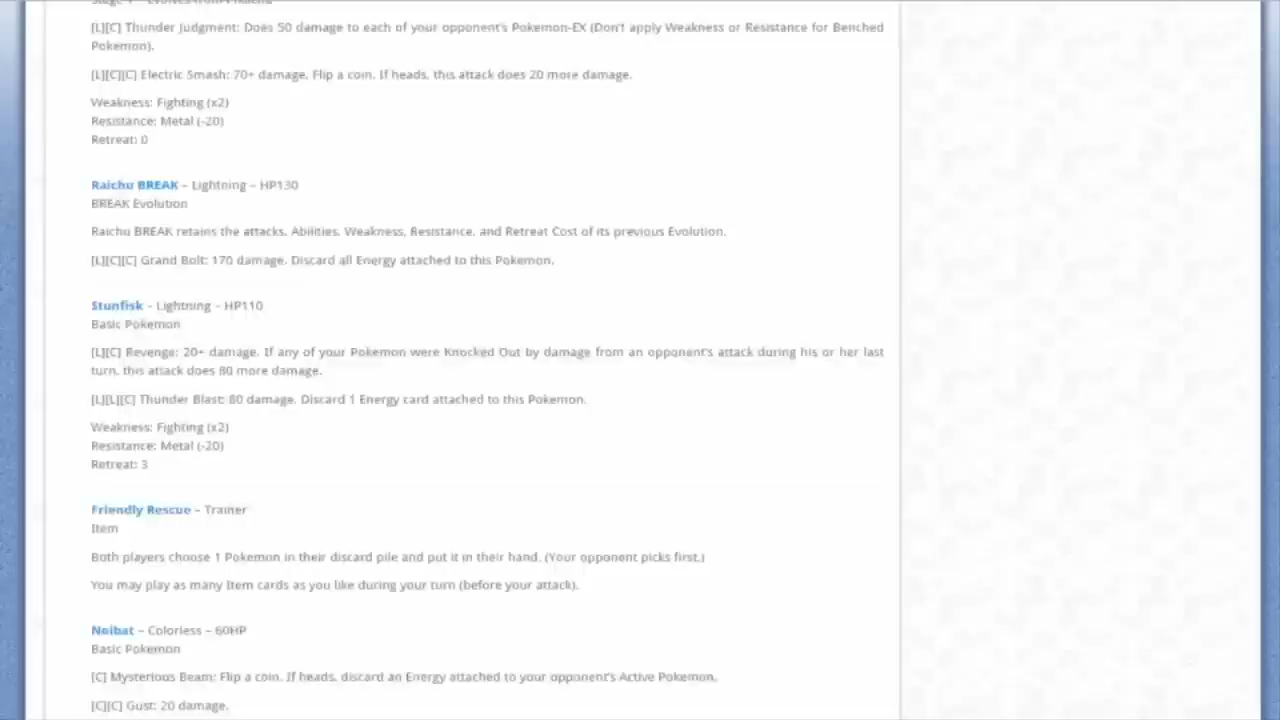 [L][C] Thunder Judgment: Does 50 damage to each of your opponent's Pokemon-EX (Don't apply Weakness or Resistance for Benched
Pokemon).
[L][C][C] Electric Smash: 70+ damage. Flip a coin. If heads, this attack does 20 more damage.
Weakness: Fighting (x2)
Resistance: Metal (-20)
Retreat: 0
Raichu BREAK – Lightning – HP130
BREAK Evolution
Raichu BREAK retains the attacks, Abilities, Weakness, Resistance, and Retreat Cost of its previous Evolution.
[L][C][C] Grand Bolt: 170 damage. Discard all Energy attached to this Pokemon.
Stunfisk – Lightning – HP110
Basic Pokemon
[L][C] Revenge: 20+ damage. If any of your Pokemon were Knocked Out by damage from an opponent's attack during his or her last
turn, this attack does 80 more damage.
[L][L][C] Thunder Blast: 80 damage. Discard 1 Energy card attached to this Pokemon.
Weakness: Fighting (x2)
Resistance: Metal (-20)
Retreat: 3
Friendly Rescue – Trainer
Item
Both players choose 1 Pokemon in their discard pile and put it in their hand. (Your opponent picks first.)
You may play as many Item cards as you like during your turn (before your attack).
Noibat – Colorless – 60HP
Basic Pokemon
[C] Mysterious Beam: Flip a coin. If heads, discard an Energy attached to your opponent's Active Pokemon.
[C][C] Gust: 20 damage.